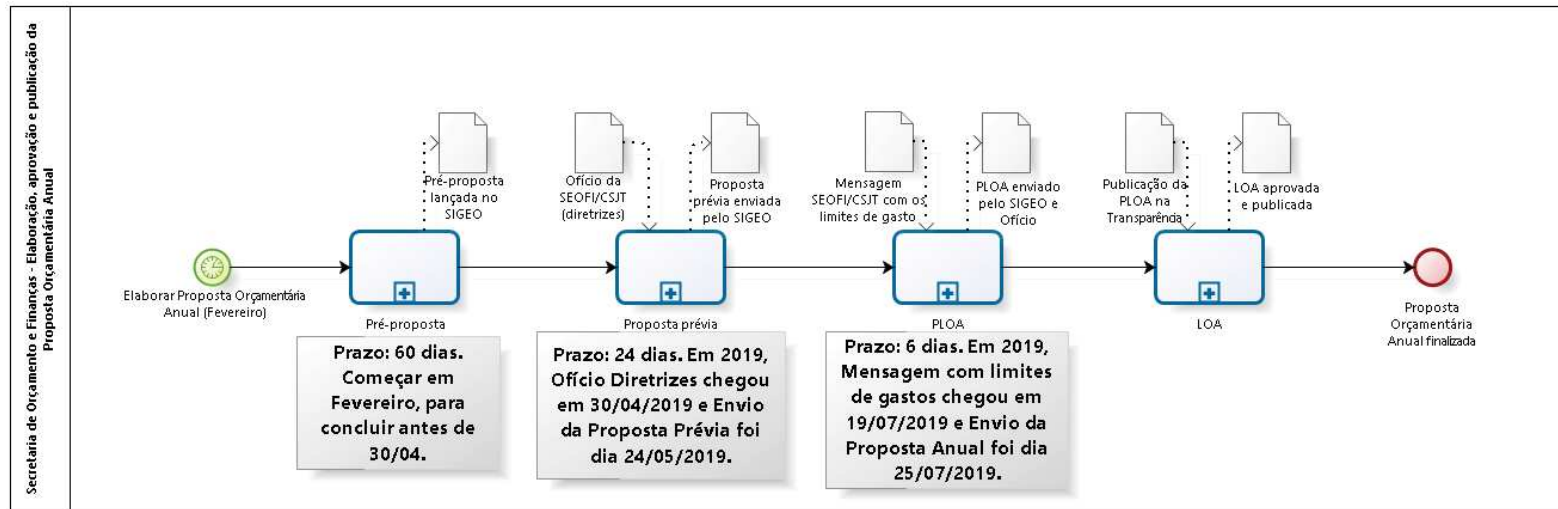 Secretaria de Orçamento e Finanças - Elaboração, aprovação e publicação da
Proposta Orçamentária Anual
Elaborar Proposta Orçamentária
Anual (Fevereiro)
Pré-proposta
lançada no
SIGEO
Pré-proposta
Prazo: 60 dias.
Começar em
Fevereiro, para
concluir antes de
30/04.
Ofício da
SEOFI/CSJT
(diretrizes)
Proposta
prévia enviada
pelo SIGEO
Proposta prévia
Prazo: 24 dias. Em 2019,
Ofício Diretrizes chegou
em 30/04/2019 e Envio
da Proposta Prévia foi
dia 24/05/2019.
Mensagem
SEOFI/CSJT com os
limites de gasto
PLOA enviado
pelo SIGEO e
Ofício
PLOA
Prazo: 6 dias. Em 2019,
Mensagem com limites
de gastos chegou em
19/07/2019 e Envio da
Proposta Anual foi dia
25/07/2019.
Publicação da
PLOA na
Transparência
LOA aprovada
e publicada
LOA
Proposta
Orçamentária
Anual finalizada